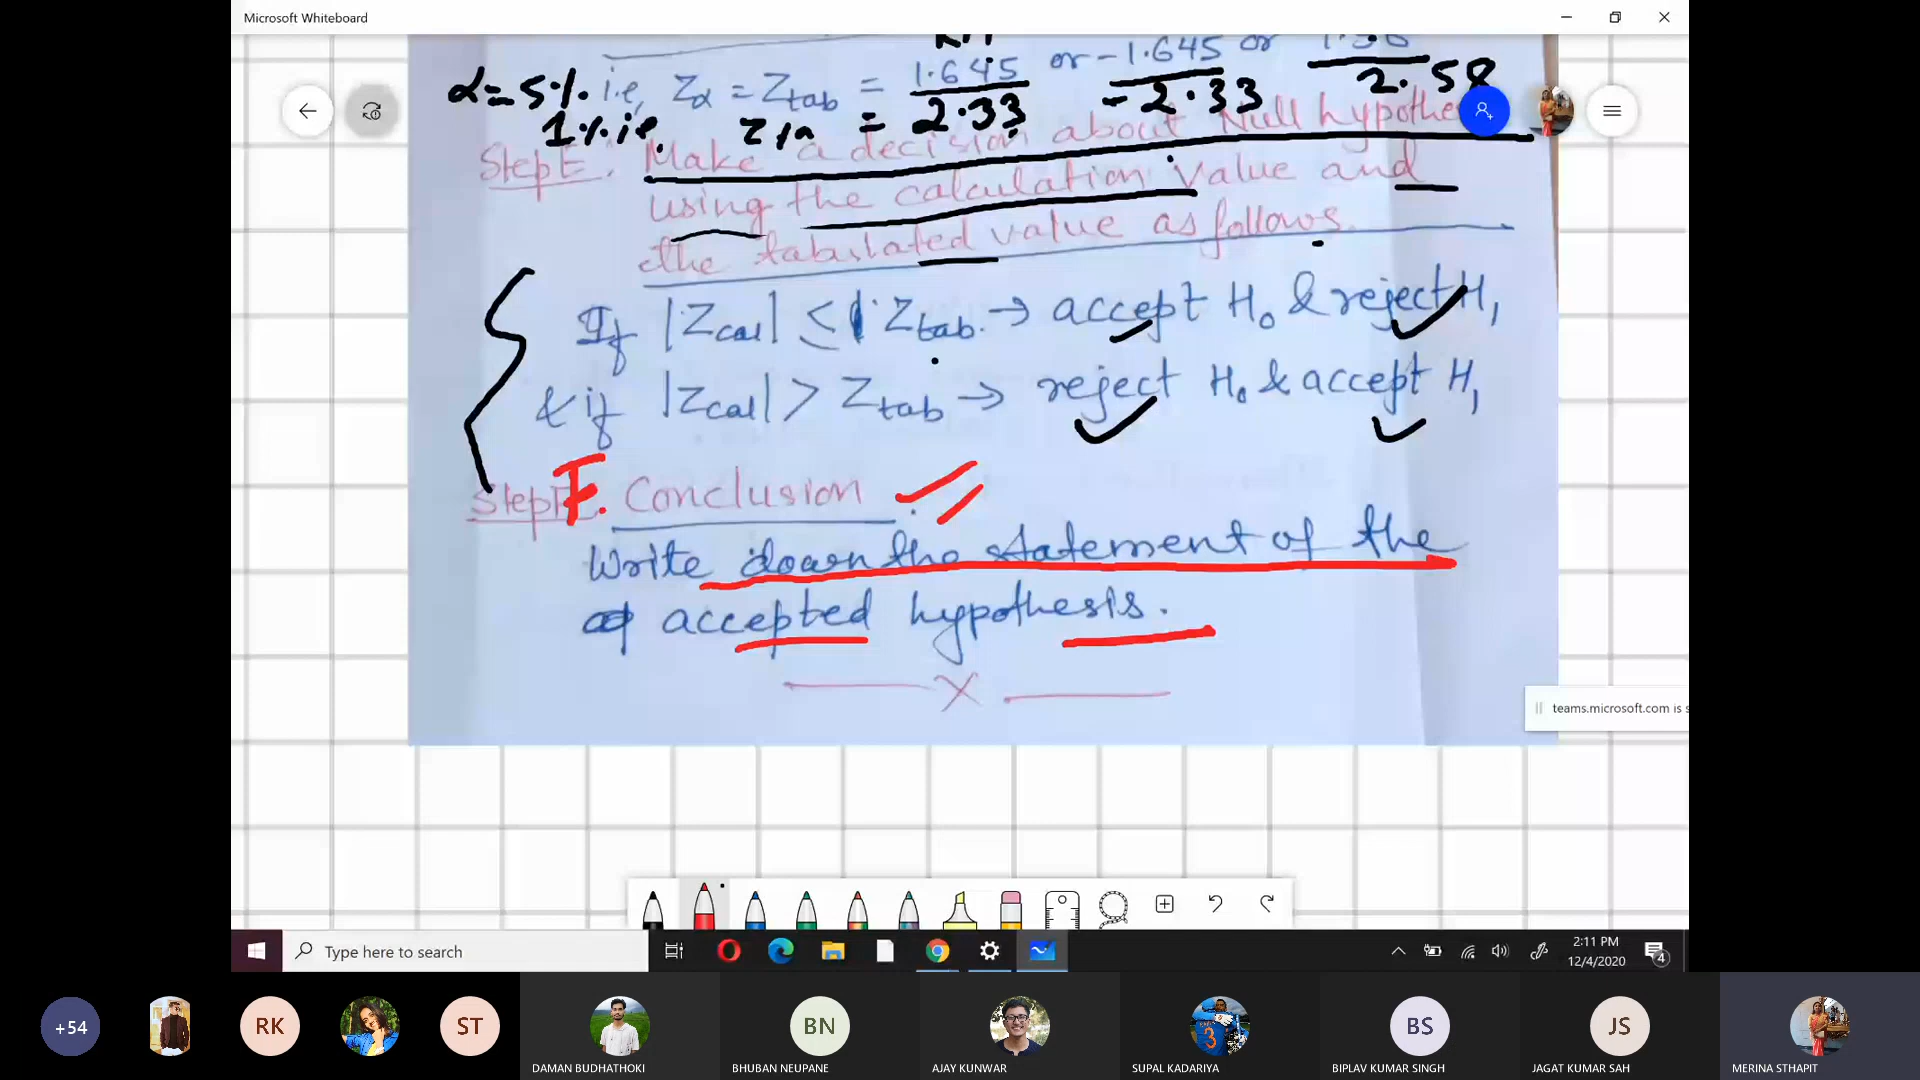 Microsoft Whiteboard
α = 5%. i.e, Zα = Ztab = 1.645 or -1.645 or
1%. i.e. = 2.33 - 2.33 2.58
Step E: Make a decision about Null hypothe
using the calculation value and
the tabulated value as follows.
If |Zcal| ≤ Ztab. → accept H0 & reject H1
& if |Zcal| > Ztab → reject H0 & accept H1
Step F. Conclusion
Write down the statement of the
accepted hypothesis.
X
teams.microsoft.com is s
Type here to search
2:11 PM
12/4/2020
4
+54
RK
ST
DAMAN BUDHATHOKI
BN
BHUBAN NEUPANE
AJAY KUNWAR
3
SUPAL KADARIYA
BS
BIPLAV KUMAR SINGH
JS
JAGAT KUMAR SAH
MERINA STHAPIT